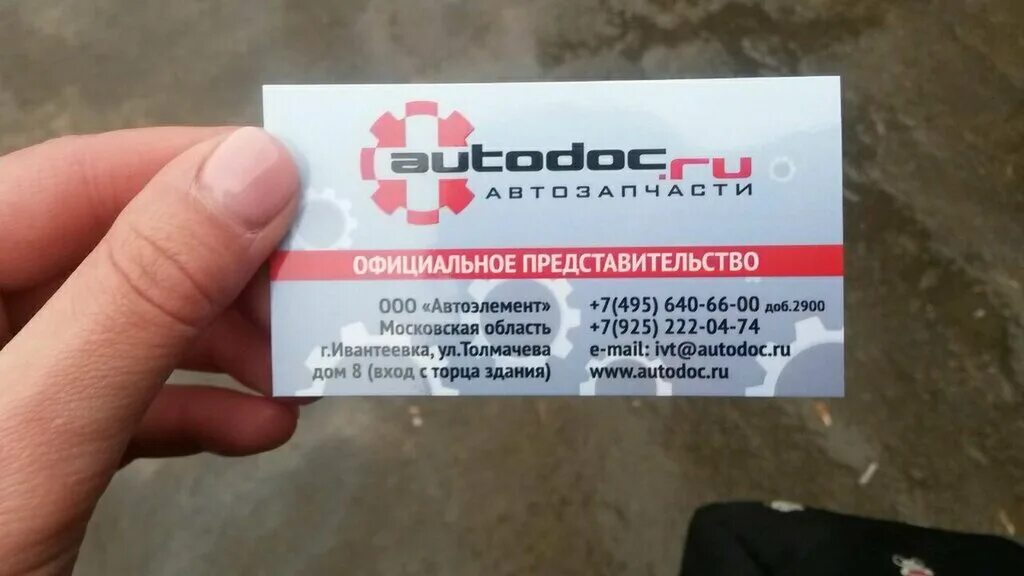 autodoc.ru
АВТОЗАПЧАСТИ
ОФИЦИАЛЬНОЕ ПРЕДСТАВИТЕЛЬСТВО
ООО «Автоэлемент»
Московская область
г.Ивантеевка, ул.Толмачева
дом 8 (вход с торца здания)
+7(495) 640-66-00 доб.2900
+7(925) 222-04-74
e-mail: ivt@autodoc.ru
www.autodoc.ru